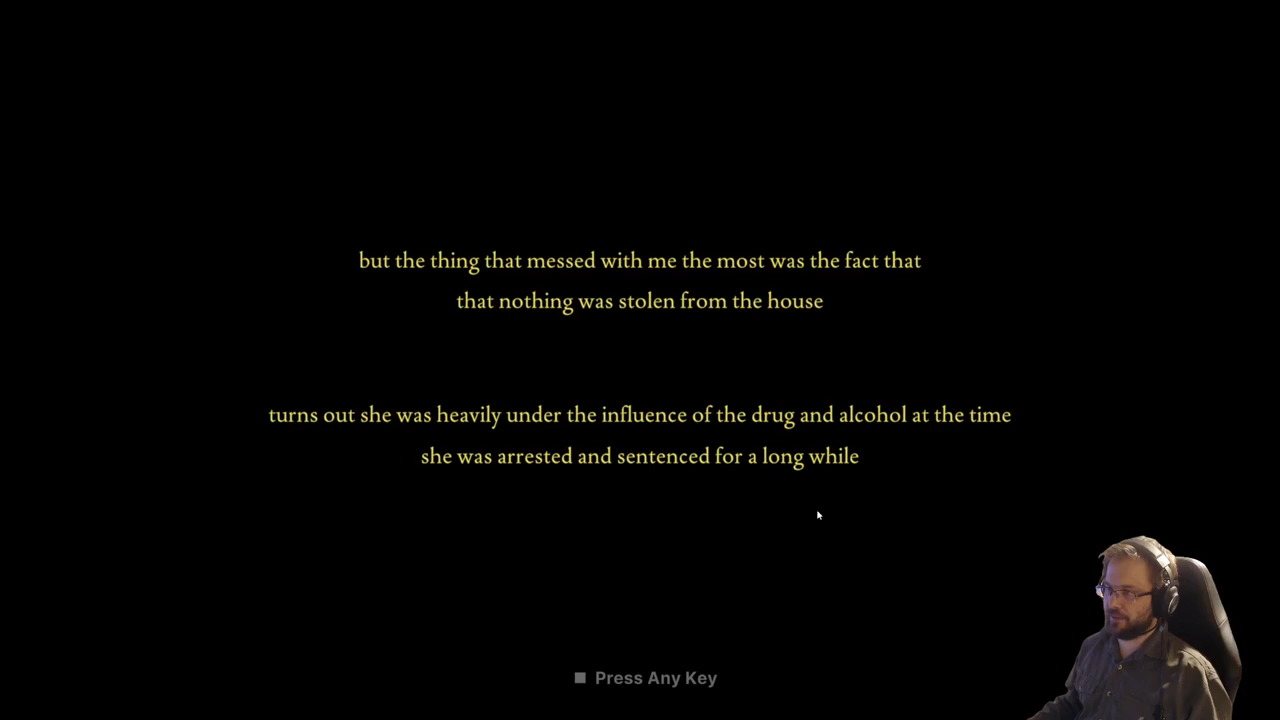 but the thing that messed with me the most was the fact that
that nothing was stolen from the house
turns out she was heavily under the influence of the drug and alcohol at the time
she was arrested and sentenced for a long while
Press Any Key